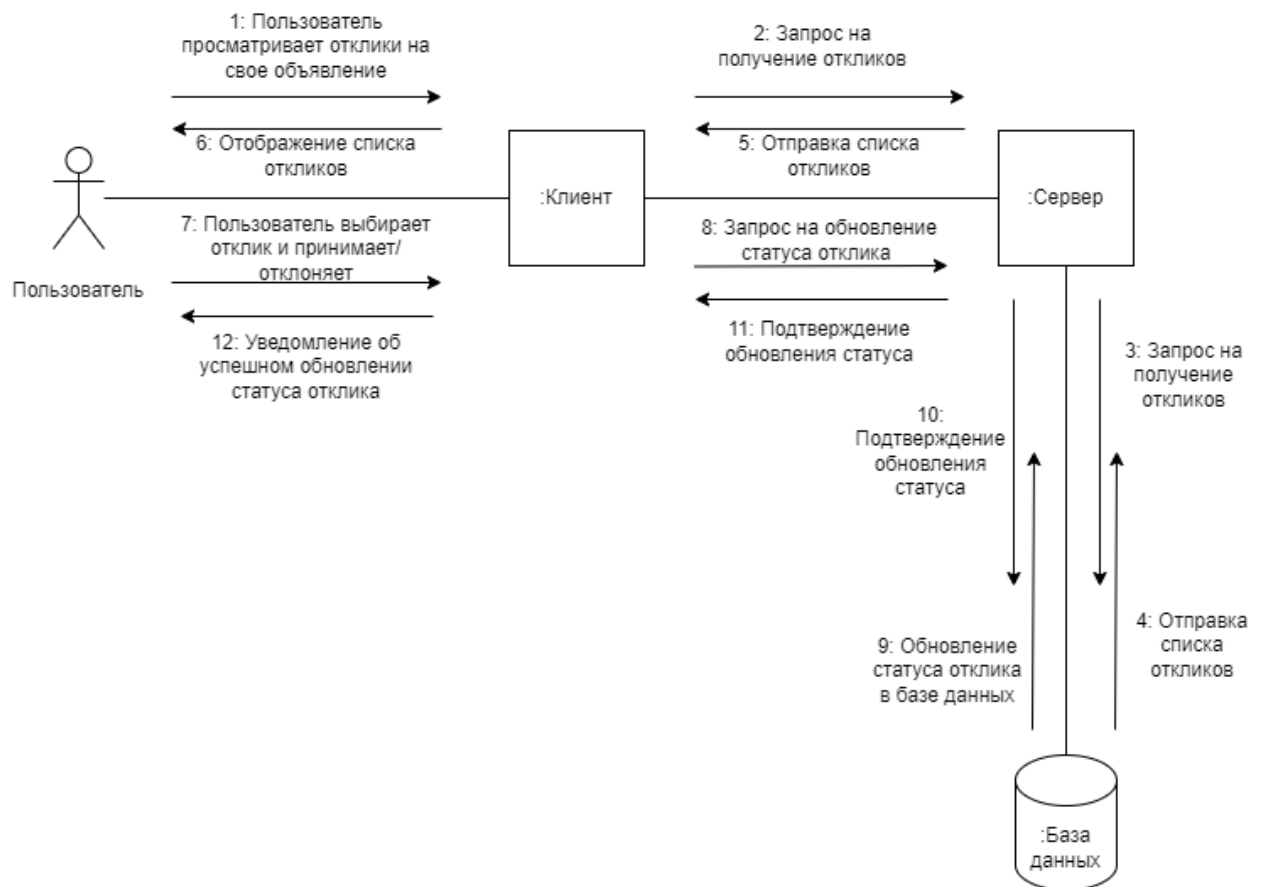 1: Пользователь
просматривает отклики на
свое объявление
2: Запрос на
получение откликов
6: Отображение списка
откликов
5: Отправка списка
откликов
:Клиент
:Сервер
7: Пользователь выбирает
отклик и принимает/
отклоняет
8: Запрос на обновление
статуса отклика
Пользователь
12: Уведомление об
успешном обновлении
статуса отклика
11: Подтверждение
обновления статуса
3: Запрос на
получение
откликов
10:
Подтверждение
обновления
статуса
9: Обновление
статуса отклика
в базе данных
4: Отправка
списка
откликов
:База
данных